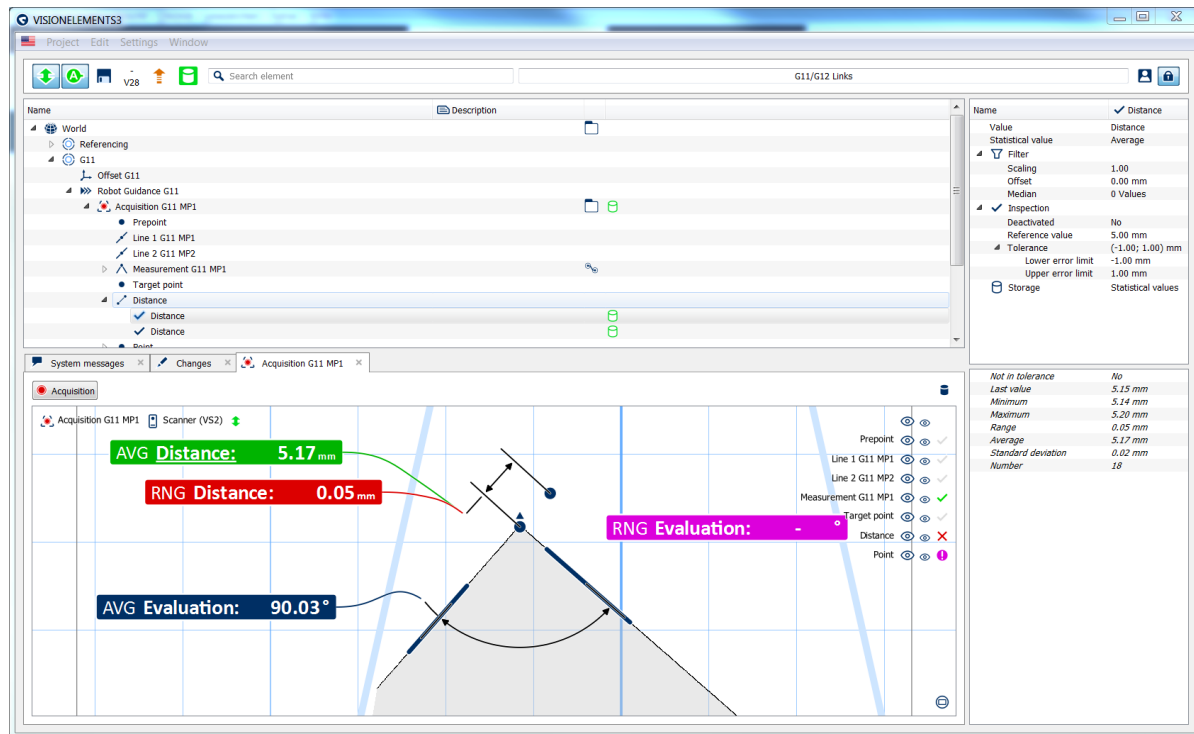 VISIONELEMENTS3
Project Edit Settings Window
- V28 Search element G11/G12 Links
Name Description
World
Referencing
G11
Offset G11
Robot Guidance G11
Acquisition G11 MP1
Prepoint
Line 1 G11 MP1
Line 2 G11 MP2
Measurement G11 MP1
Target point
Distance
Distance
Distance
Point
Name Distance
Value Distance
Statistical value Average
Filter
Scaling 1.00
Offset 0.00 mm
Median 0 Values
Inspection
Deactivated No
Reference value 5.00 mm
Tolerance (-1.00; 1.00) mm
Lower error limit -1.00 mm
Upper error limit 1.00 mm
Storage Statistical values
System messages × Changes × Acquisition G11 MP1 ×
Acquisition
Acquisition G11 MP1 Scanner (VS2)
AVG Distance: 5.17 mm
RNG Distance: 0.05 mm
RNG Evaluation: - °
AVG Evaluation: 90.03°
Prepoint
Line 1 G11 MP1
Line 2 G11 MP2
Measurement G11 MP1
Target point
Distance
Point
Not in tolerance No
Last value 5.15 mm
Minimum 5.14 mm
Maximum 5.20 mm
Range 0.05 mm
Average 5.17 mm
Standard deviation 0.02 mm
Number 18